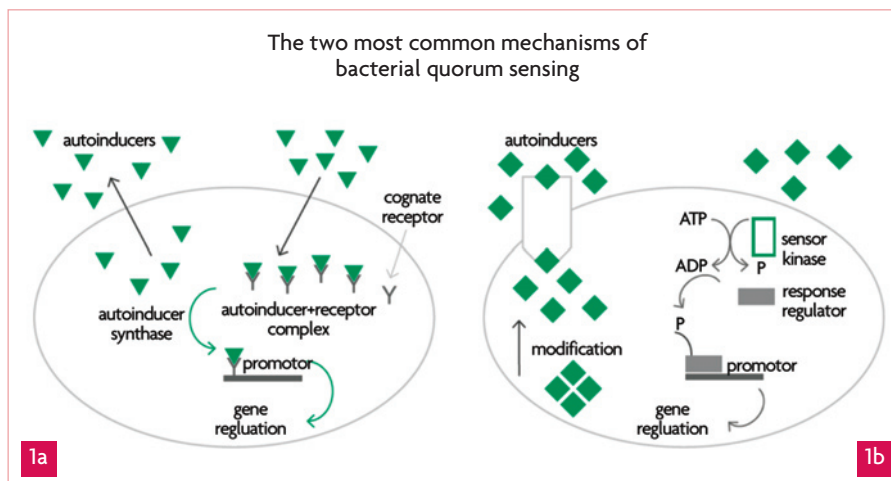 The two most common mechanisms of
bacterial quorum sensing
autoinducers
cognate
receptor
autoinducer
synthase
autoinducer+receptor
complex
promotor
gene
regluation
1a
autoinducers
ATP
ADP
P
sensor
kinase
response
regulator
P
modification
promotor
gene
regluation
1b